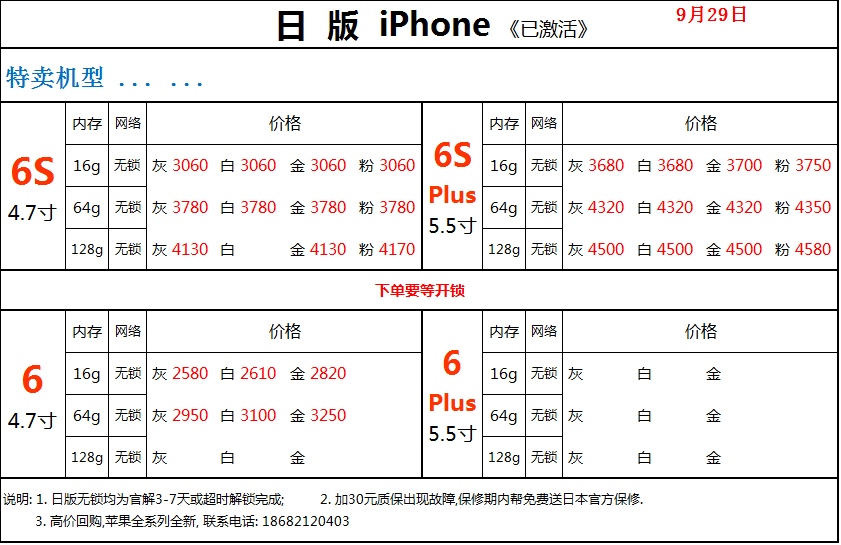 日 版 iPhone 《已激活》 9月29日
特卖机型 ... ...
内存 网络 价格 内存 网络 价格
6S 4.7寸 6S Plus 5.5寸
16g 无锁 灰 3060 白 3060 金 3060 粉 3060 16g 无锁 灰 3680 白 3680 金 3700 粉 3750
64g 无锁 灰 3780 白 3780 金 3780 粉 3780 64g 无锁 灰 4320 白 4320 金 4320 粉 4350
128g 无锁 灰 4130 白 金 4130 粉 4170 128g 无锁 灰 4500 白 4500 金 4500 粉 4580
下单要等开锁
内存 网络 价格 内存 网络 价格
6 4.7寸 6 Plus 5.5寸
16g 无锁 灰 2580 白 2610 金 2820 16g 无锁 灰 白 金
64g 无锁 灰 2950 白 3100 金 3250 64g 无锁 灰 白 金
128g 无锁 灰 白 金 128g 无锁 灰 白 金
说明: 1. 日版无锁均为官解3-7天或超时解锁完成; 2. 加30元质保出现故障,保修期内帮免费送日本官方保修.
3. 高价回购,苹果全系列全新, 联系电话: 18682120403